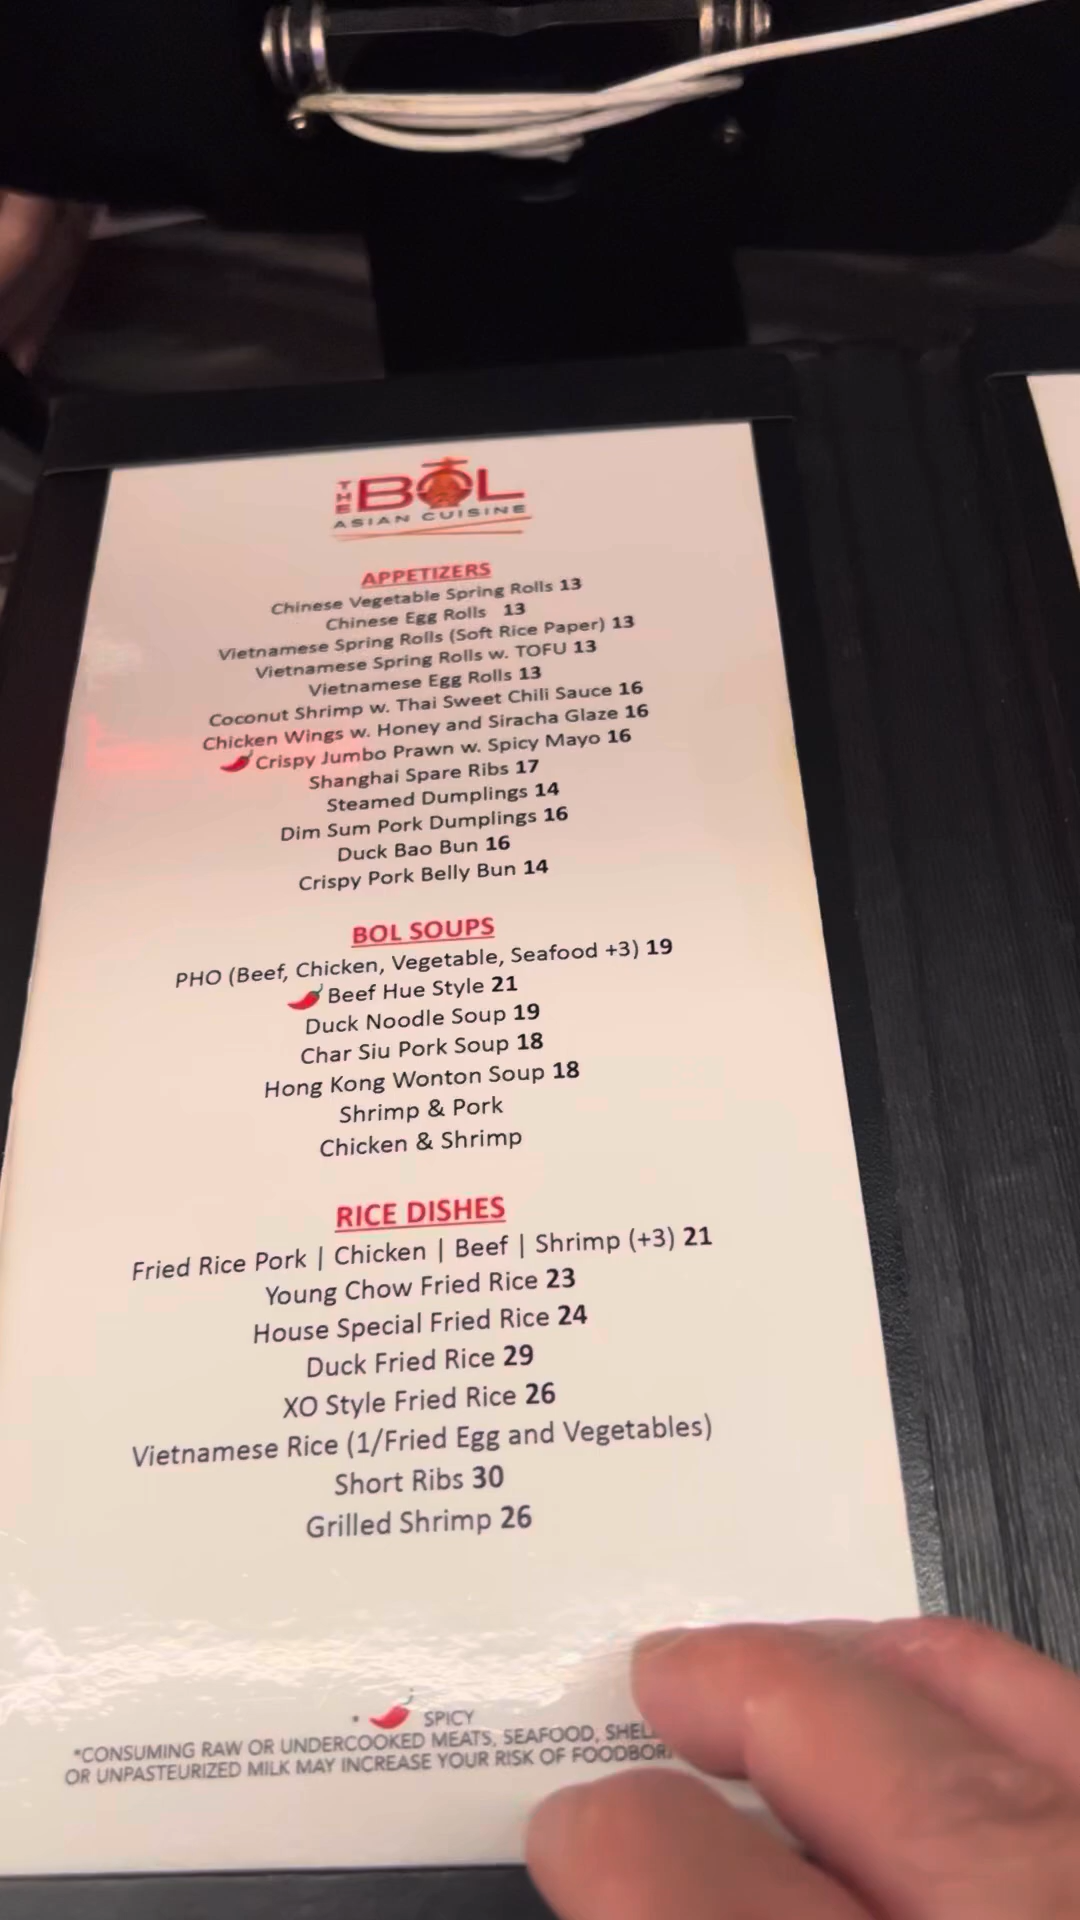 THE BOL
ASIAN CUISINE
APPETIZERS
Chinese Vegetable Spring Rolls 13
Chinese Egg Rolls 13
Vietnamese Spring Rolls (Soft Rice Paper) 13
Vietnamese Spring Rolls w. TOFU 13
Vietnamese Egg Rolls 13
Coconut Shrimp w. Thai Sweet Chili Sauce 16
Chicken Wings w. Honey and Siracha Glaze 16
Crispy Jumbo Prawn w. Spicy Mayo 16
Shanghai Spare Ribs 17
Steamed Dumplings 14
Dim Sum Pork Dumplings 16
Duck Bao Bun 16
Crispy Pork Belly Bun 14
BOL SOUPS
PHO (Beef, Chicken, Vegetable, Seafood +3) 19
Beef Hue Style 21
Duck Noodle Soup 19
Char Siu Pork Soup 18
Hong Kong Wonton Soup 18
Shrimp & Pork
Chicken & Shrimp
RICE DISHES
Fried Rice Pork | Chicken | Beef | Shrimp (+3) 21
Young Chow Fried Rice 23
House Special Fried Rice 24
Duck Fried Rice 29
XO Style Fried Rice 26
Vietnamese Rice (1/Fried Egg and Vegetables)
Short Ribs 30
Grilled Shrimp 26
* SPICY
*CONSUMING RAW OR UNDERCOOKED MEATS, SEAFOOD,
OR UNPASTEURIZED MILK MAY INCREASE YOUR RISK OF